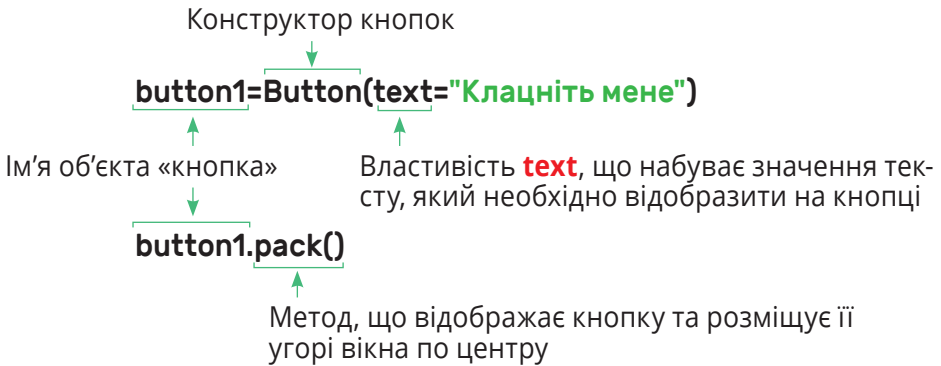 Конструктор кнопок
button1=Button(text="Клацніть мене")
Ім’я об’єкта «кнопка»
Властивість text, що набуває значення тек-
сту, який необхідно відобразити на кнопці
button1.pack()
Метод, що відображає кнопку та розміщує її
угорі вікна по центру